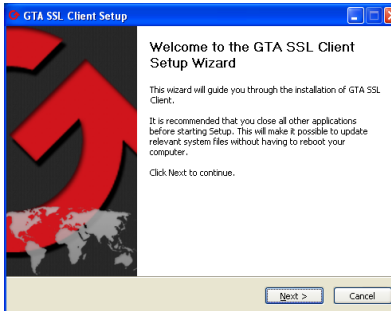 GTA SSL Client Setup
Welcome to the GTA SSL Client
Setup Wizard
This wizard will guide you through the installation of GTA SSL
Client.
It is recommended that you close all other applications
before starting Setup. This will make it possible to update
relevant system files without having to reboot your
computer.
Click Next to continue.
Next >
Cancel